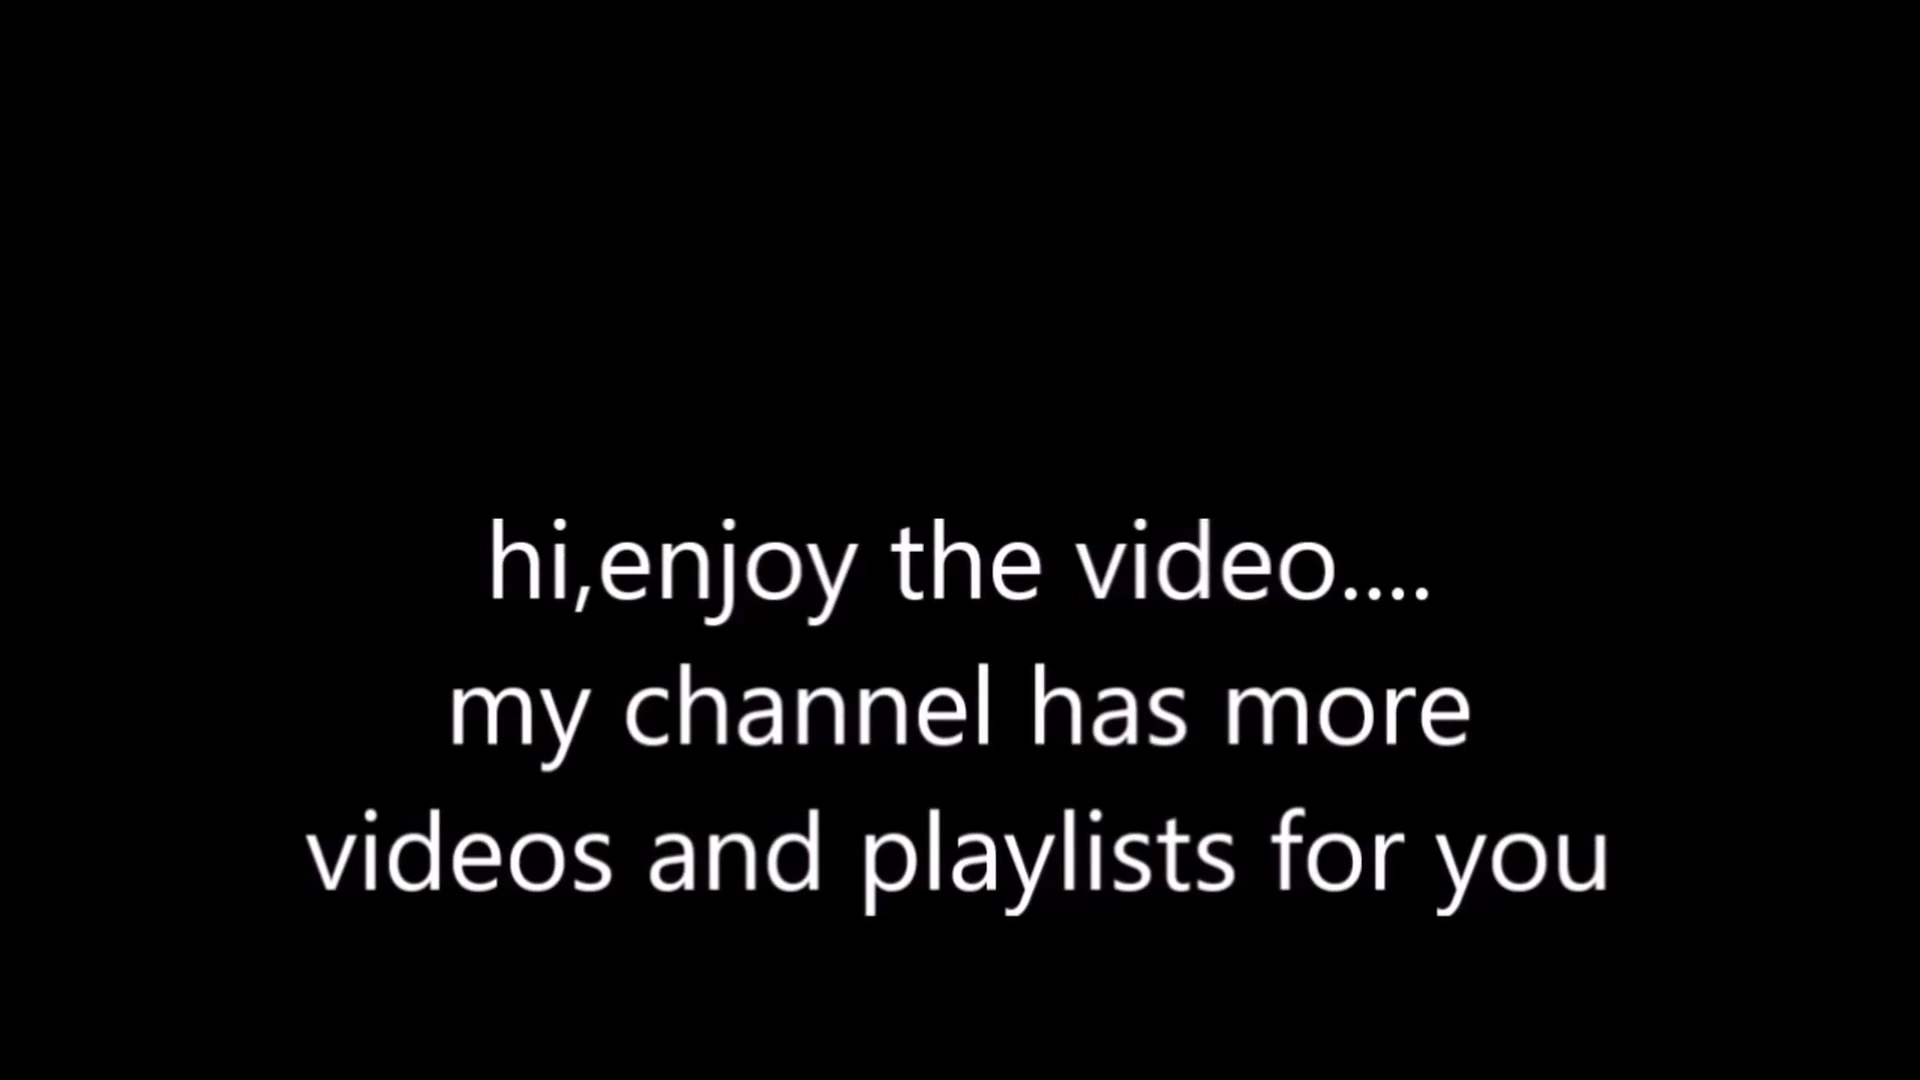 hi,enjoy the video....
my channel has more
videos and playlists for you